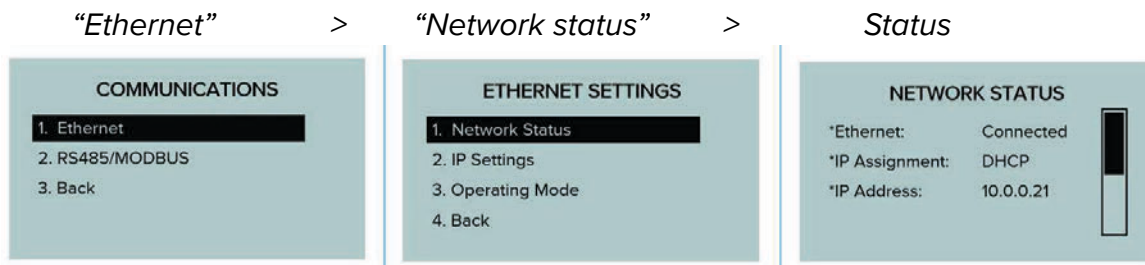 “Ethernet” > “Network status” > Status
COMMUNICATIONS
1. Ethernet
2. RS485/MODBUS
3. Back
ETHERNET SETTINGS
1. Network Status
2. IP Settings
3. Operating Mode
4. Back
NETWORK STATUS
*Ethernet: Connected
*IP Assignment: DHCP
*IP Address: 10.0.0.21